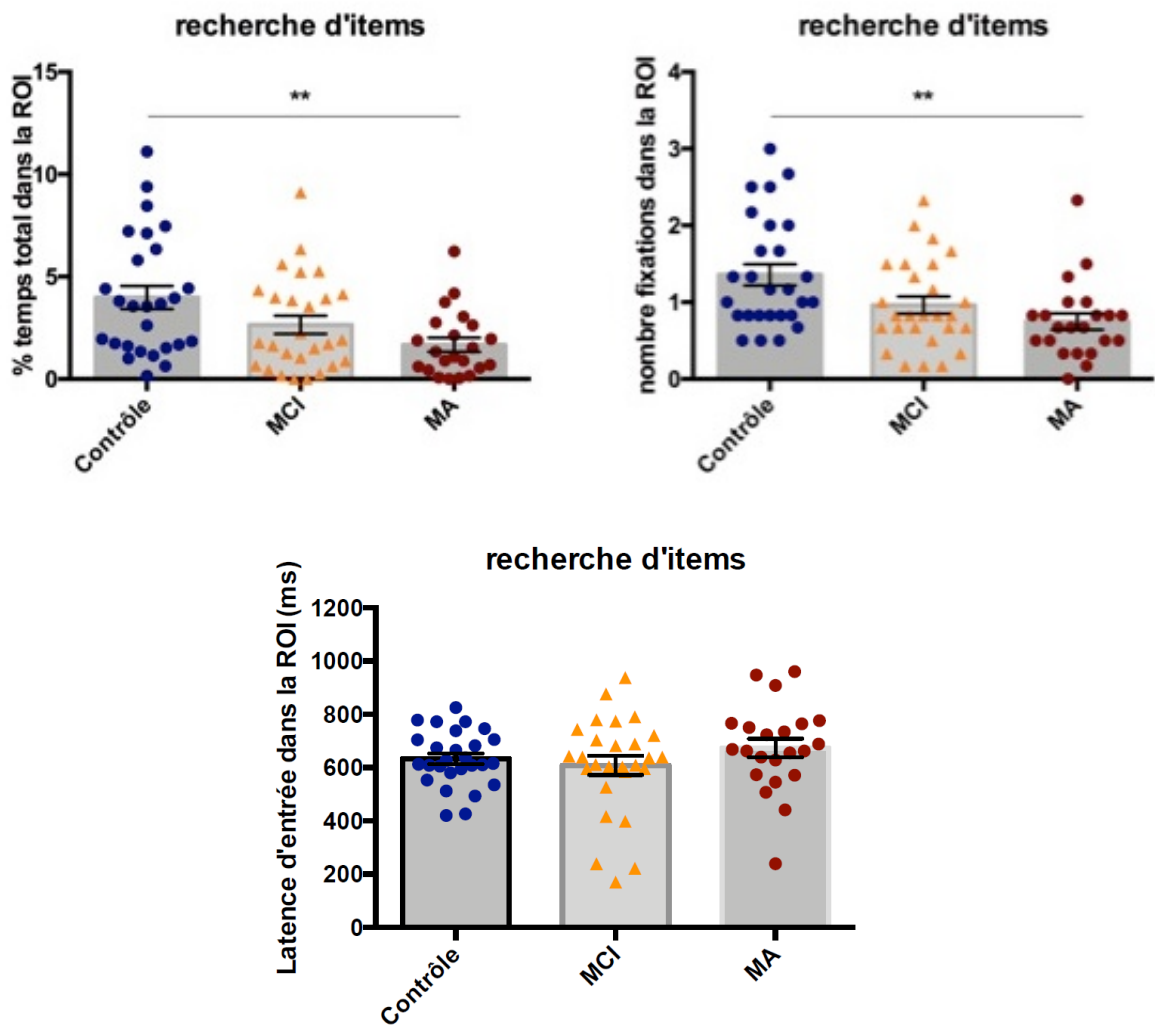 recherche d'items
% temps total dans la ROI
15
10
5
0
**
Contrôle
MCI
MA
recherche d'items
nombre fixations dans la ROI
4
3
2
1
0
**
Contrôle
MCI
MA
recherche d'items
Latence d'entrée dans la ROI (ms)
1200
1000
800
600
400
200
0
Contrôle
MCI
MA